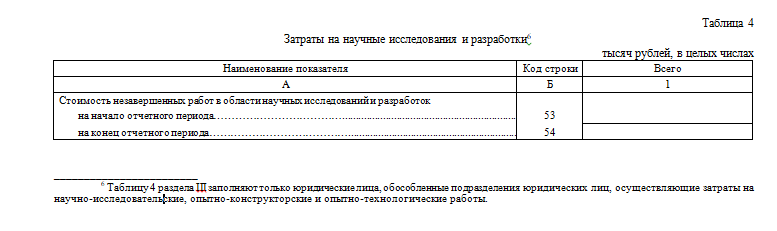 Таблица 4
Затраты на научные исследования и разработки6
тысяч рублей, в целых числах
Наименование показателя Код строки Всего
А Б 1
Стоимость незавершенных работ в области научных исследований и разработок
на начало отчетного периода 53
на конец отчетного периода 54
6 Таблицу 4 раздела III заполняют только юридические лица, обособленные подразделения юридических лиц, осуществляющие затраты на
научно-исследовательские, опытно-конструкторские и опытно-технологические работы.